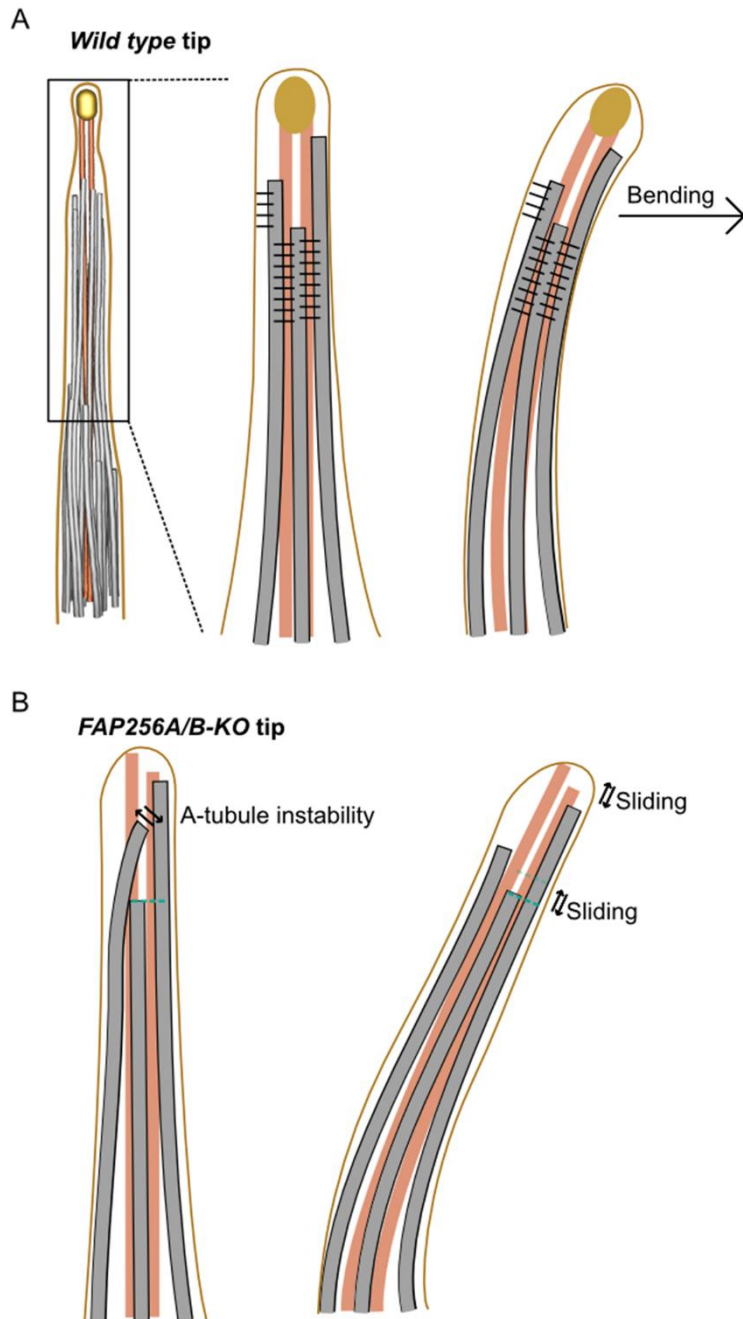 A
Wild type tip
Bending
B
FAP256A/B-KO tip
A-tubule instability
Sliding
Sliding